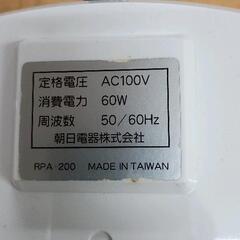 定格電圧 AC100V
消費電力 60W
周波数 50/60Hz
朝日電器株式会社
RPA-200 MADE IN TAIWAN